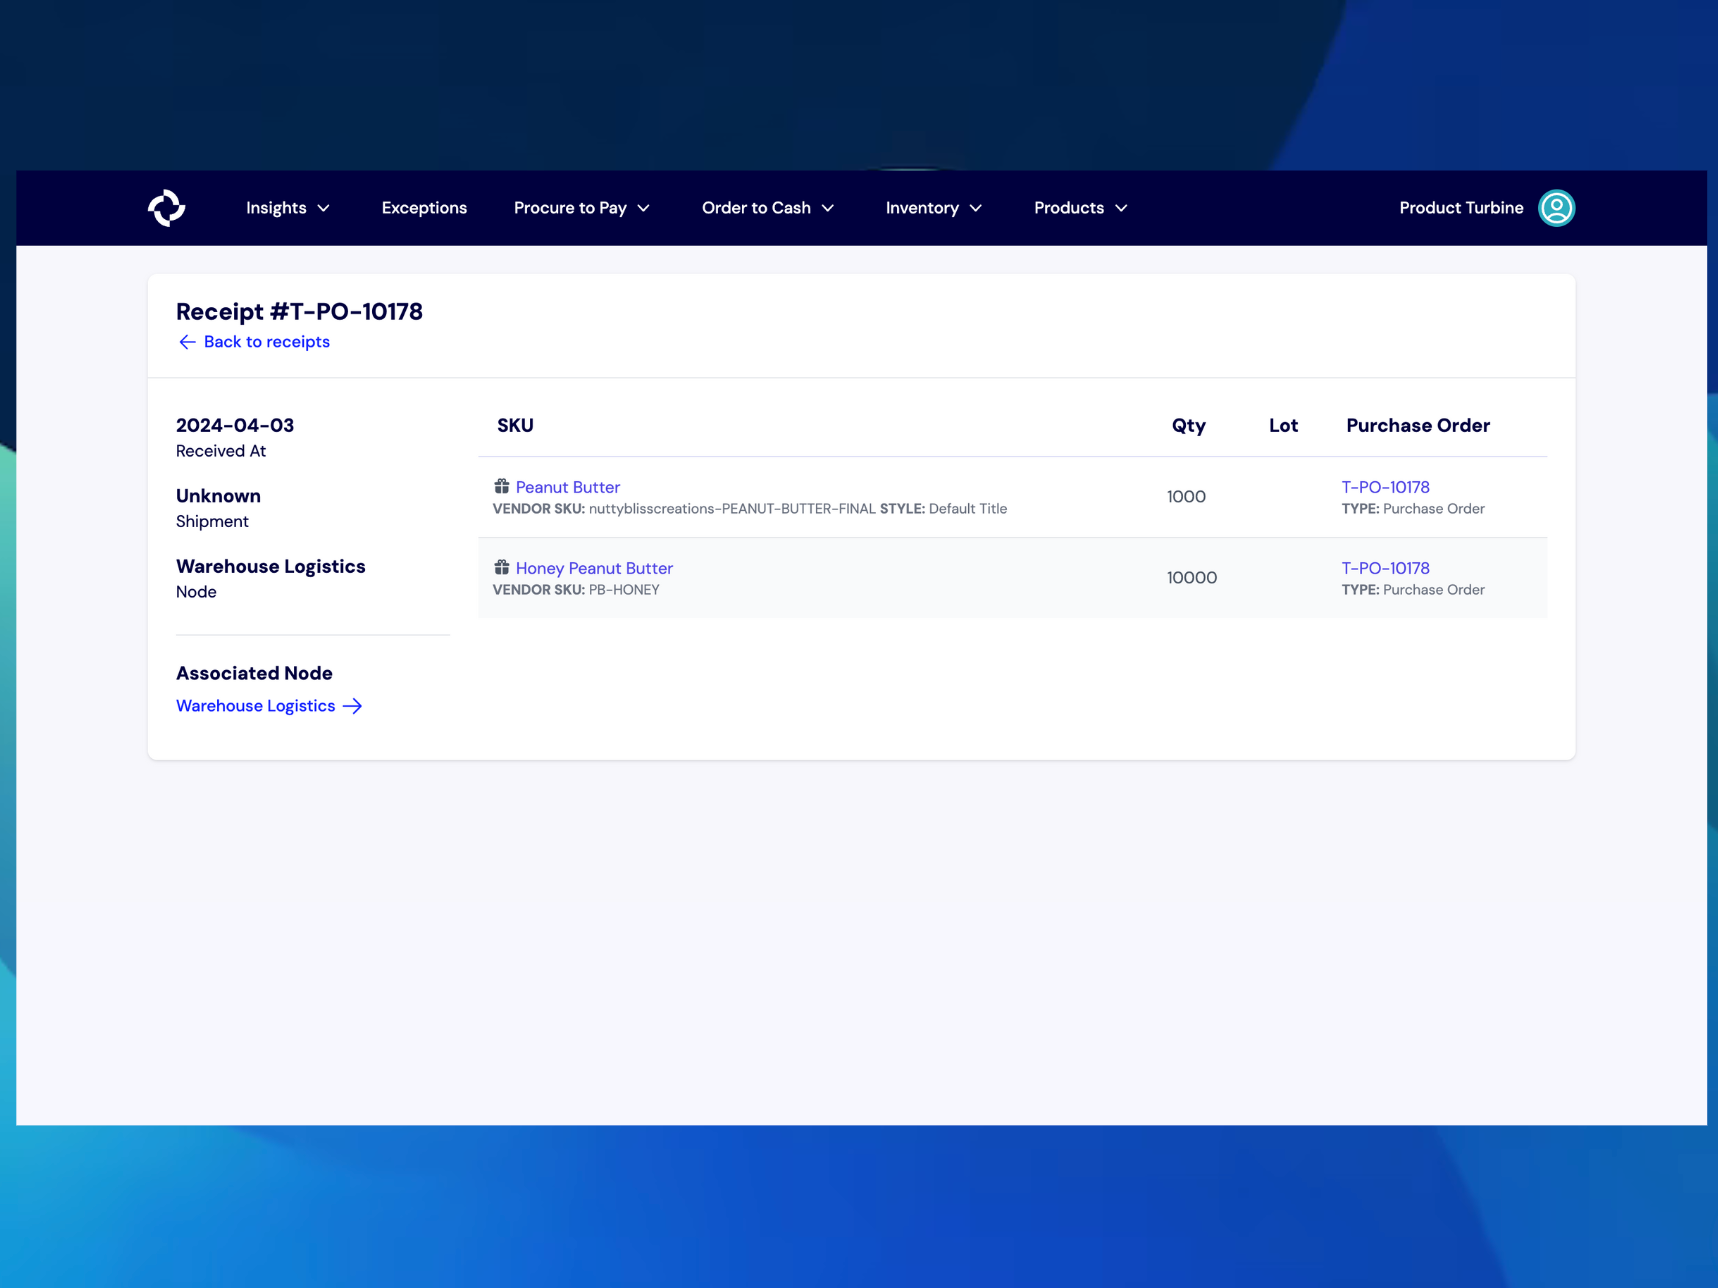 Insights
Exceptions
Procure to Pay
Order to Cash
Inventory
Products
Product Turbine
Receipt #T-PO-10178
Back to receipts
2024-04-03
Received At
Unknown
Shipment
Warehouse Logistics
Node
Associated Node
Warehouse Logistics
SKU Qty Lot Purchase Order
Peanut Butter
VENDOR SKU: nuttyblisscreations-PEANUT-BUTTER-FINAL STYLE: Default Title
1000
T-PO-10178
TYPE: Purchase Order
Honey Peanut Butter
VENDOR SKU: PB-HONEY
10000
T-PO-10178
TYPE: Purchase Order